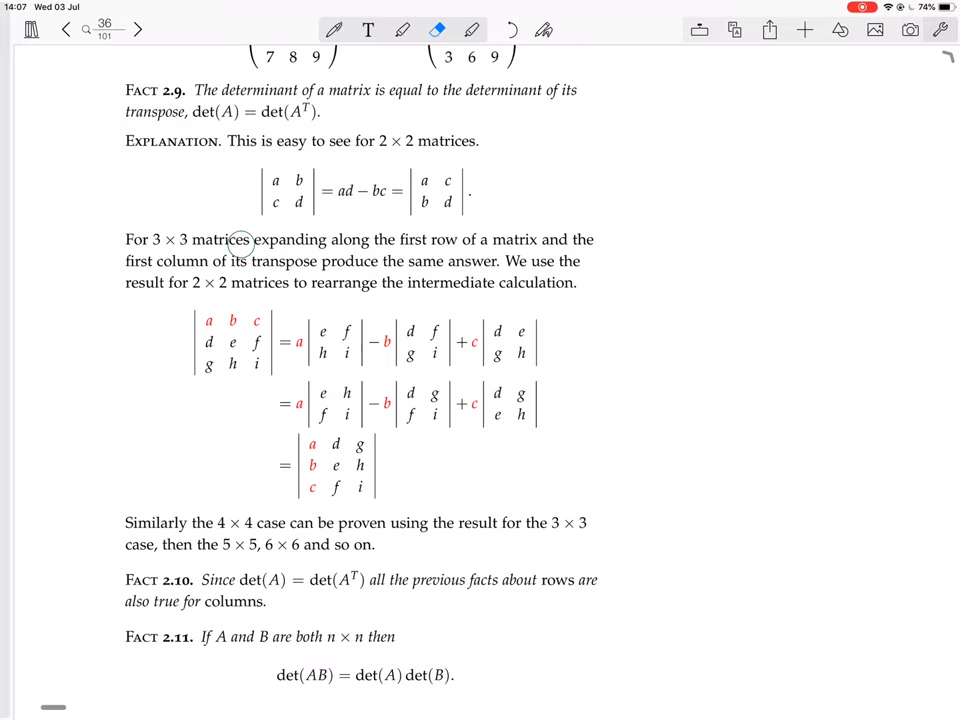 14:07 Wed 03 Jul
74%
36
101
T
7 8 9
3 6 9
FACT 2.9. The determinant of a matrix is equal to the determinant of its
transpose, det(A) = det(Aᵀ).
EXPLANATION. This is easy to see for 2 × 2 matrices.
| a b | = ad − bc = | a c | .
| c d | | b d |
For 3 × 3 matrices expanding along the first row of a matrix and the
first column of its transpose produce the same answer. We use the
result for 2 × 2 matrices to rearrange the intermediate calculation.
| a b c |
| d e f | = a | e f | − b | d f | + c | d e |
| g h i | | h i | | g i | | g h |
= a | e h | − b | d g | + c | d g |
| f i | | f i | | e h |
| a d g |
= | b e h |
| c f i |
Similarly the 4 × 4 case can be proven using the result for the 3 × 3
case, then the 5 × 5, 6 × 6 and so on.
FACT 2.10. Since det(A) = det(Aᵀ) all the previous facts about rows are
also true for columns.
FACT 2.11. If A and B are both n × n then
det(AB) = det(A) det(B).